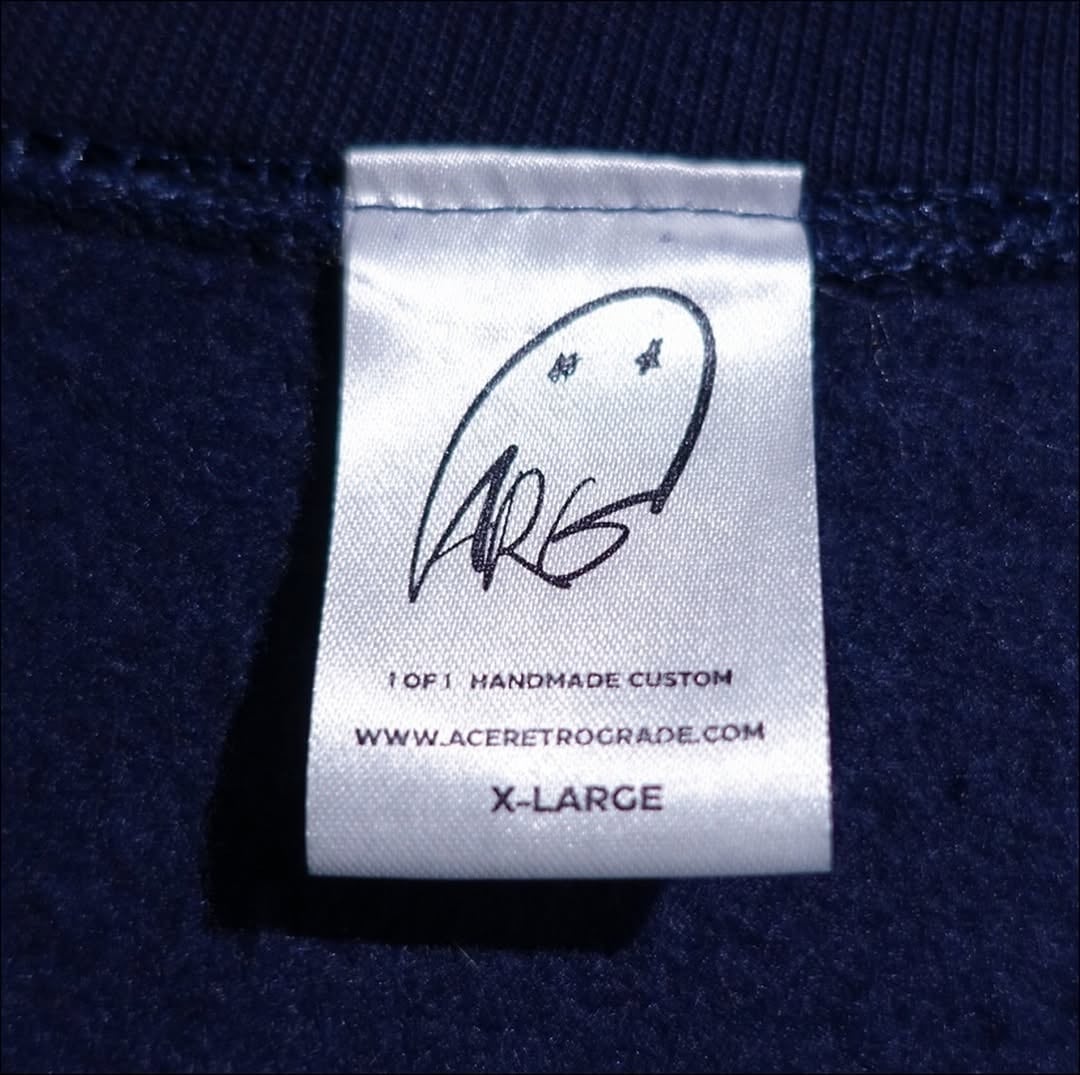 ARG
1 OF 1 HANDMADE CUSTOM
WWW.ACERETROGRADE.COM
X-LARGE